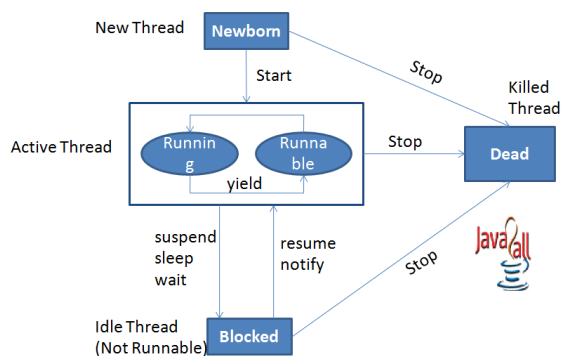 New Thread
Newborn
Stop
Start
Killed
Thread
Active Thread
Runnin
g
Runna
ble
yield
Stop
Dead
suspend
sleep
wait
resume
notify
Stop
Java2all
Idle Thread
(Not Runnable)
Blocked